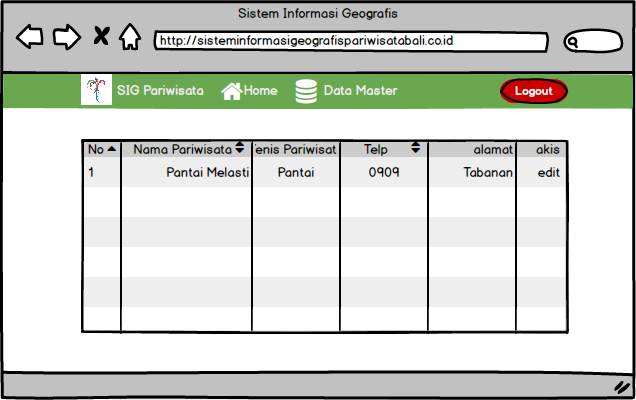 Sistem Informasi Geografis
http://sisteminformasigeografispariwisatabali.co.id
SIG Pariwisata Home Data Master Logout
No Nama Pariwisata enis Pariwisat Telp alamat akis
1 Pantai Melasti Pantai 0909 Tabanan edit